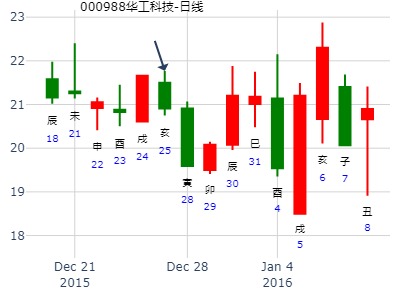 000988华工科技-日线
23
22
21
20
19
18
辰
18
未
21
申
22
酉
23
戌
24
亥
25
寅
28
卯
29
辰
30
巳
31
酉
4
戌
5
亥
6
子
7
丑
8
Dec 21
2015
Dec 28
Jan 4
2016